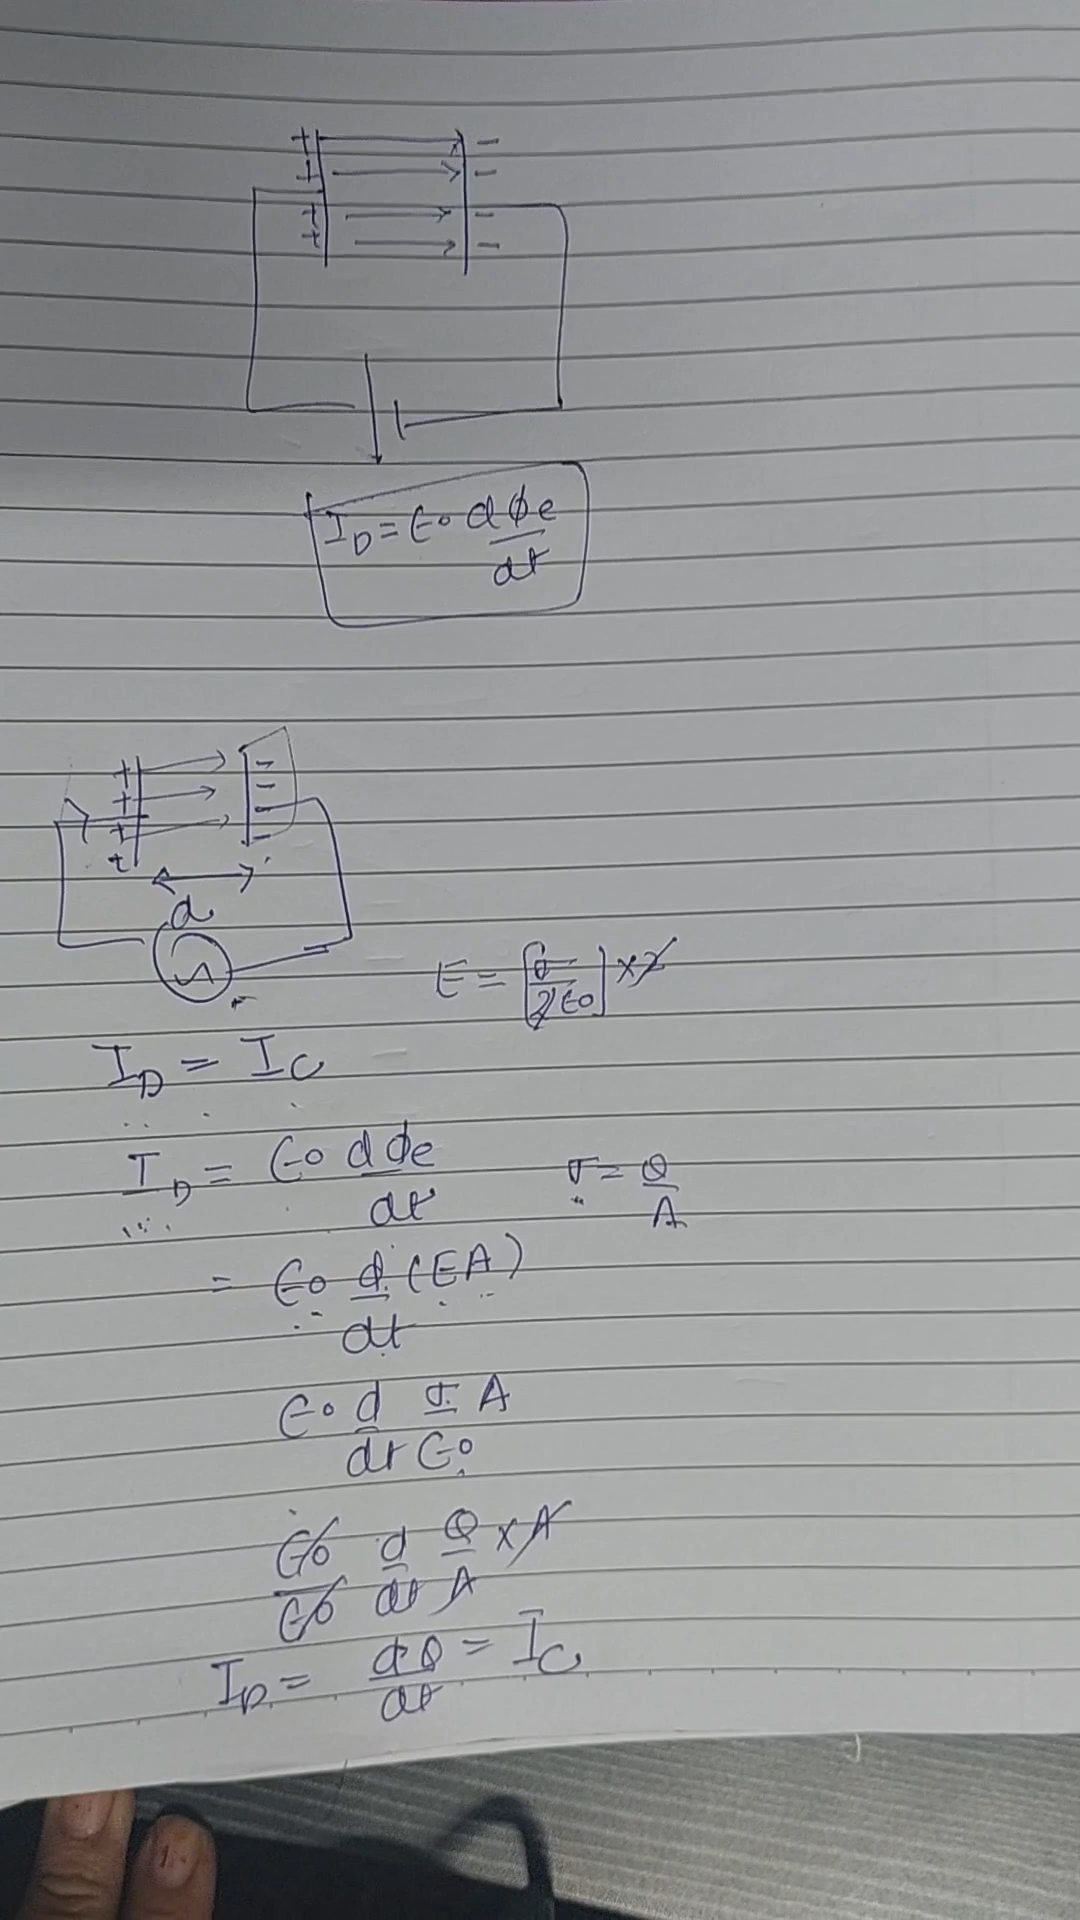 + -
+ -
+ -
+ -
I_D = ε₀ dϕe/dt
+ -
+ -
+ -
+ -
d
E = [σ/2ε₀] × 2
I_D = I_C
I_D = ε₀ dϕe/dt
σ = Q/A
= ε₀ d/dt (EA)
ε₀ d/dt σ/ε₀ A
ε₀/ε₀ d/dt Q/A × A
I_D = dQ/dt = I_C